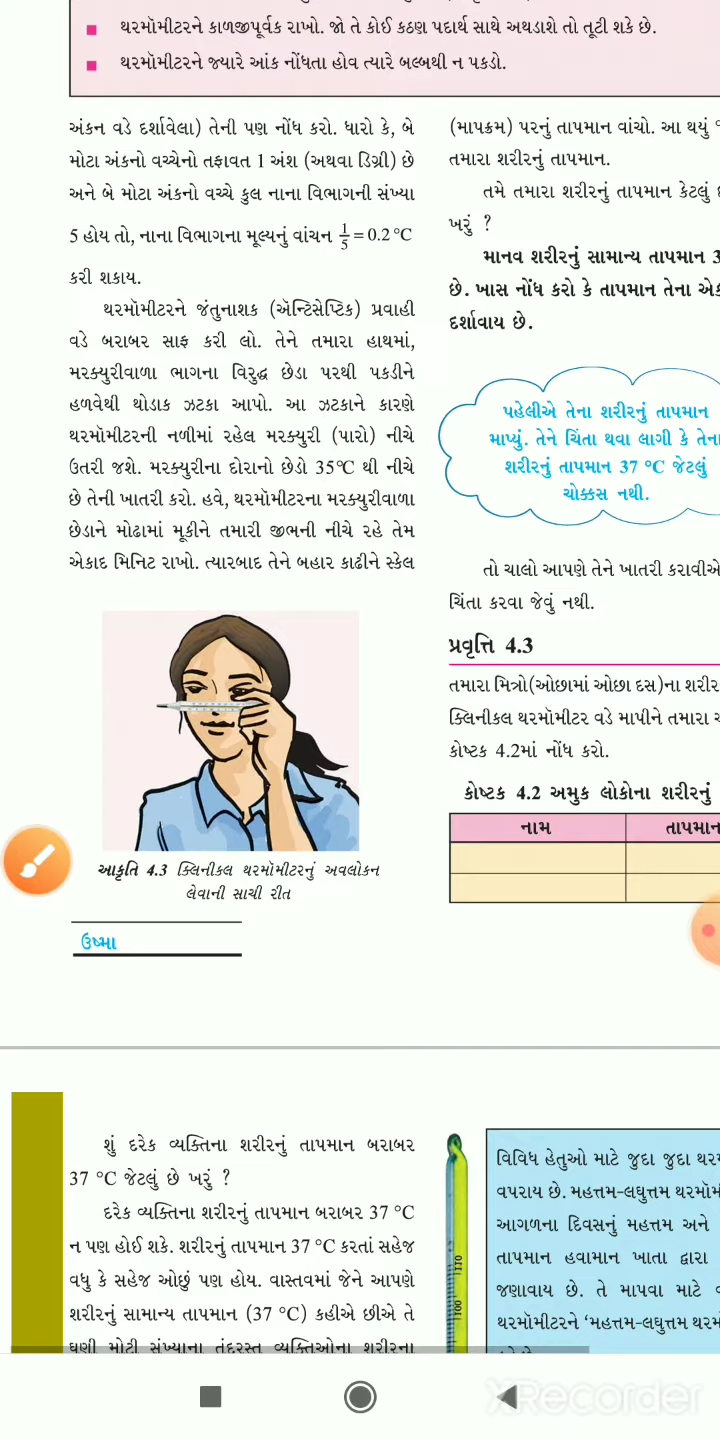 થરમૉમીટરને કાળજીપૂર્વક રાખો. જો તે કોઈ કઠણ પદાર્થ સાથે અથડાશે તો તૂટી શકે છે.
થરમૉમીટરને જ્યારે આંક નોંધતા હોવ ત્યારે બલ્બથી ન પકડો.
અંકન વડે દર્શાવેલા) તેની પણ નોંધ કરો. ધારો કે, બે
મોટા અંકનો વચ્ચેનો તફાવત 1 અંશ (અથવા ડિગ્રી) છે
અને બે મોટા અંકનો વચ્ચે કુલ નાના વિભાગની સંખ્યા
5 હોય તો, નાના વિભાગના મૂલ્યનું વાંચન 1/5 = 0.2 °C
કરી શકાય.
થરમૉમીટરને જંતુનાશક (ઍન્ટિસેપ્ટિક) પ્રવાહી
વડે બરાબર સાફ કરી લો. તેને તમારા હાથમાં,
મરક્યુરીવાળા ભાગના વિરુદ્ધ છેડા પરથી પકડીને
હળવેથી થોડાક ઝટકા આપો. આ ઝટકાને કારણે
થરમૉમીટરની નળીમાં રહેલ મરક્યુરી (પારો) નીચે
ઉતરી જશે. મરક્યુરીના દોરાનો છેડો 35°C થી નીચે
છે તેની ખાતરી કરો. હવે, થરમૉમીટરના મરક્યુરીવાળા
છેડાને મોઢામાં મૂકીને તમારી જીભની નીચે રહે તેમ
એકાદ મિનિટ રાખો. ત્યારબાદ તેને બહાર કાઢીને સ્કેલ
આકૃતિ 4.3 ક્લિનીકલ થરમૉમીટરનું અવલોકન
લેવાની સાચી રીત
ઉષ્મા
(માપક્રમ) પરનું તાપમાન વાંચો. આ થયું
તમારા શરીરનું તાપમાન.
તમે તમારા શરીરનું તાપમાન કેટલું
ખરું ?
માનવ શરીરનું સામાન્ય તાપમાન 3
છે. ખાસ નોંધ કરો કે તાપમાન તેના
દર્શાવાય છે.
પહેલીએ તેના શરીરનું તાપમાન
માપ્યું. તેને ચિંતા થવા લાગી કે તેના
શરીરનું તાપમાન 37 °C જેટલું
ચોક્કસ નથી.
તો ચાલો આપણે તેને ખાતરી કરાવીએ
ચિંતા કરવા જેવું નથી.
પ્રવૃત્તિ 4.3
તમારા મિત્રો(ઓછામાં ઓછા દસ)ના શરીર
ક્લિનીકલ થરમૉમીટર વડે માપીને તમારા
કોષ્ટક 4.2માં નોંધ કરો.
કોષ્ટક 4.2 અમુક લોકોના શરીરનું
નામ તાપમાન
શું દરેક વ્યક્તિના શરીરનું તાપમાન બરાબર
37 °C જેટલું છે ખરું ?
દરેક વ્યક્તિના શરીરનું તાપમાન બરાબર 37 °C
ન પણ હોઈ શકે. શરીરનું તાપમાન 37 °C કરતાં સહેજ
વધુ કે સહેજ ઓછું પણ હોય. વાસ્તવમાં જેને આપણે
શરીરનું સામાન્ય તાપમાન (37 °C) કહીએ છીએ તે
ઘણી મોટી સંખ્યાના તંદુરસ્ત વ્યક્તિઓના શરીરના
110
100
વિવિધ હેતુઓ માટે જુદા જુદા
વપરાય છે. મહત્તમ-લઘુત્તમ
આગળના દિવસનું મહત્તમ અને
તાપમાન હવામાન ખાતા દ્વારા
જણાવાય છે. તે માપવા માટે
થરમૉમીટરને ‘મહત્તમ-લઘુત્તમ
XRecorder